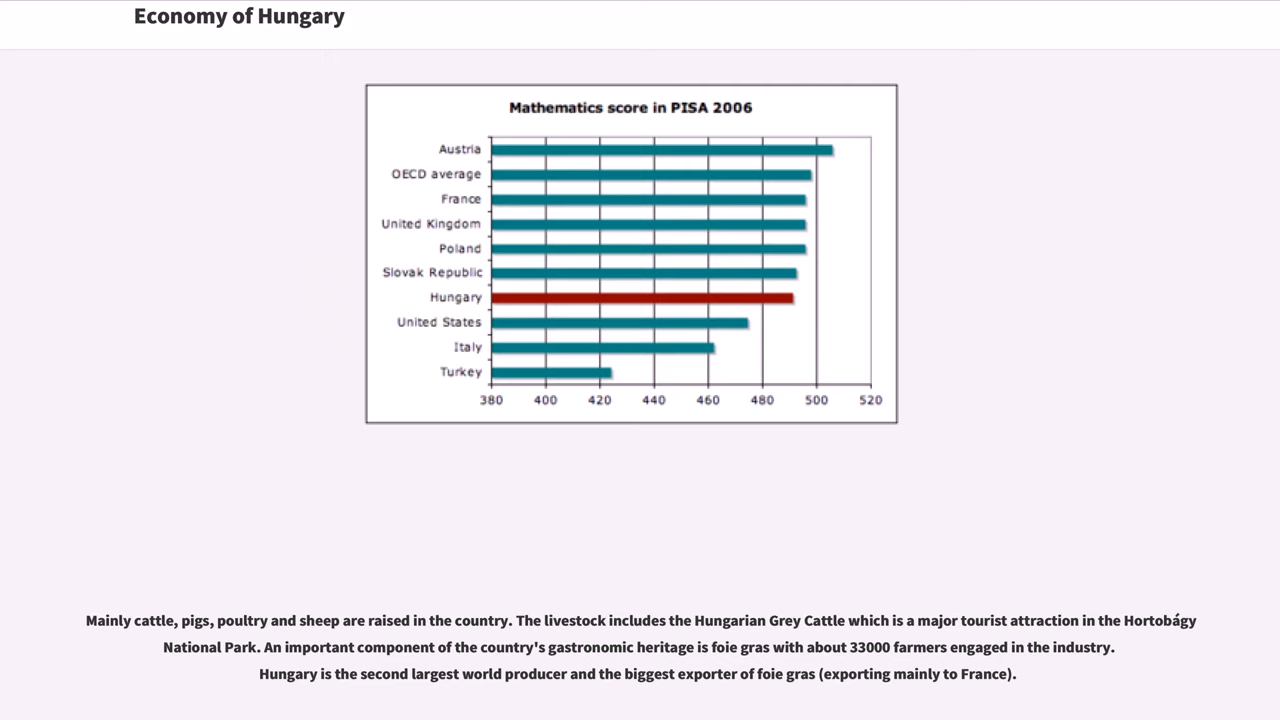 Economy of Hungary
Mathematics score in PISA 2006
Austria
OECD average
France
United Kingdom
Poland
Slovak Republic
Hungary
United States
Italy
Turkey
380 400 420 440 460 480 500 520
Mainly cattle, pigs, poultry and sheep are raised in the country. The livestock includes the Hungarian Grey Cattle which is a major tourist attraction in the Hortobágy
National Park. An important component of the country's gastronomic heritage is foie gras with about 33000 farmers engaged in the industry.
Hungary is the second largest world producer and the biggest exporter of foie gras (exporting mainly to France).